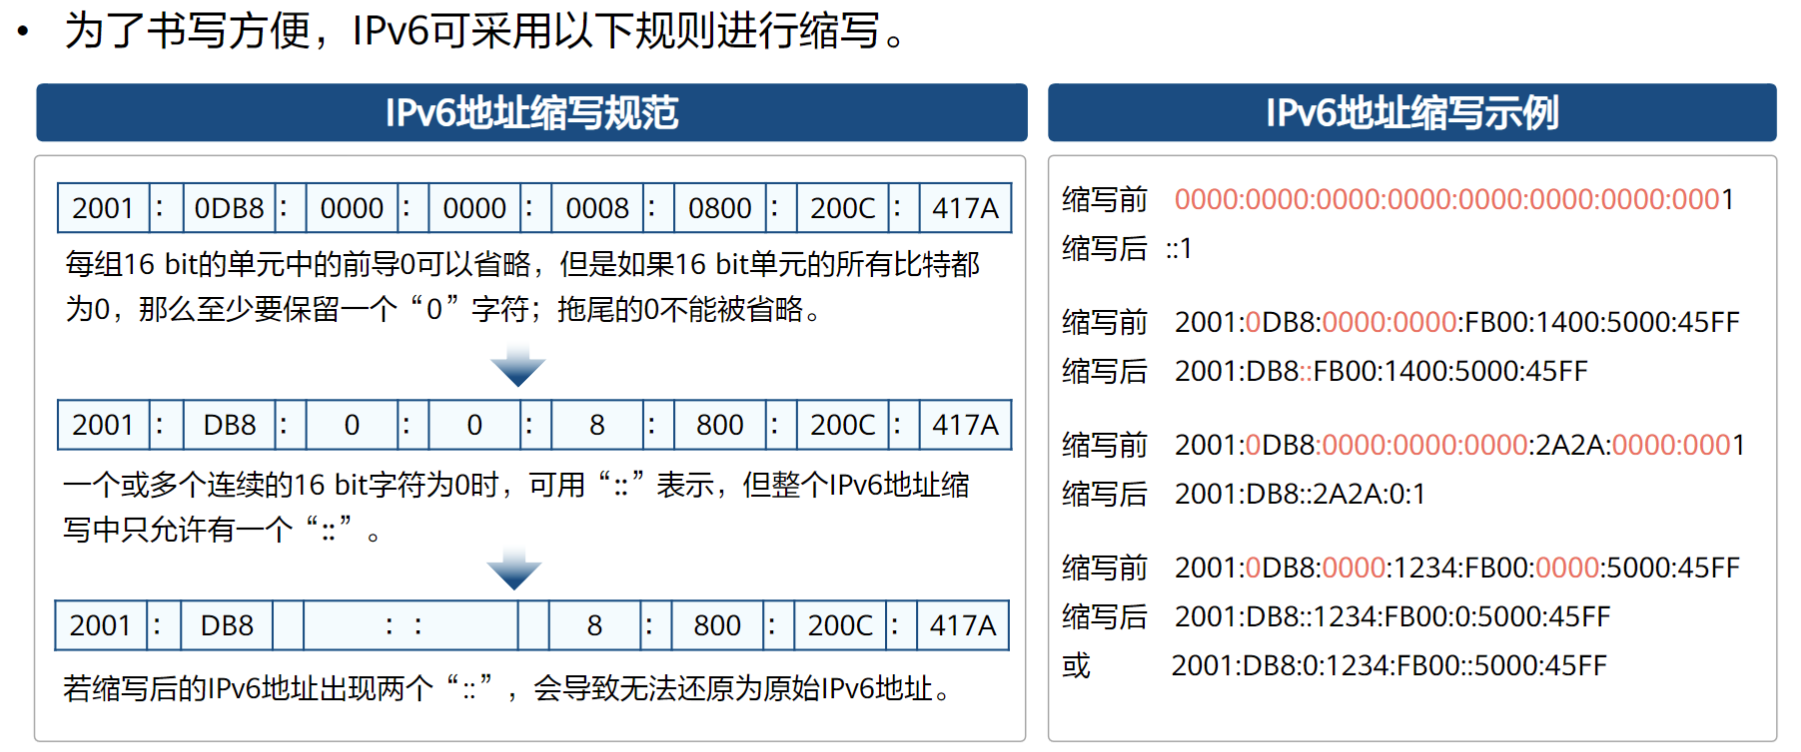 • 为了书写方便，IPv6可采用以下规则进行缩写。
IPv6地址缩写规范
2001 : 0DB8 : 0000 : 0000 : 0008 : 0800 : 200C : 417A
每组16 bit的单元中的前导0可以省略，但是如果16 bit单元的所有比特都
为0，那么至少要保留一个“0”字符；拖尾的0不能被省略。
2001 : DB8 : 0 : 0 : 8 : 800 : 200C : 417A
一个或多个连续的16 bit字符为0时，可用“::”表示，但整个IPv6地址缩
写中只允许有一个“::”。
2001 : DB8 : : 8 : 800 : 200C : 417A
若缩写后的IPv6地址出现两个“::”，会导致无法还原为原始IPv6地址。
IPv6地址缩写示例
缩写前 0000:0000:0000:0000:0000:0000:0000:0001
缩写后 ::1
缩写前 2001:0DB8:0000:0000:FB00:1400:5000:45FF
缩写后 2001:DB8::FB00:1400:5000:45FF
缩写前 2001:0DB8:0000:0000:0000:2A2A:0000:0001
缩写后 2001:DB8::2A2A:0:1
缩写前 2001:0DB8:0000:1234:FB00:0000:5000:45FF
缩写后 2001:DB8::1234:FB00:0:5000:45FF
或 2001:DB8:0:1234:FB00::5000:45FF